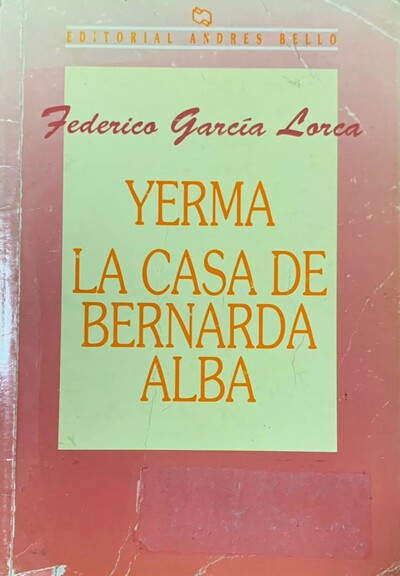 EDITORIAL ANDRES BELLO
Federico García Lorca
YERMA
LA CASA DE
BERNARDA
ALBA